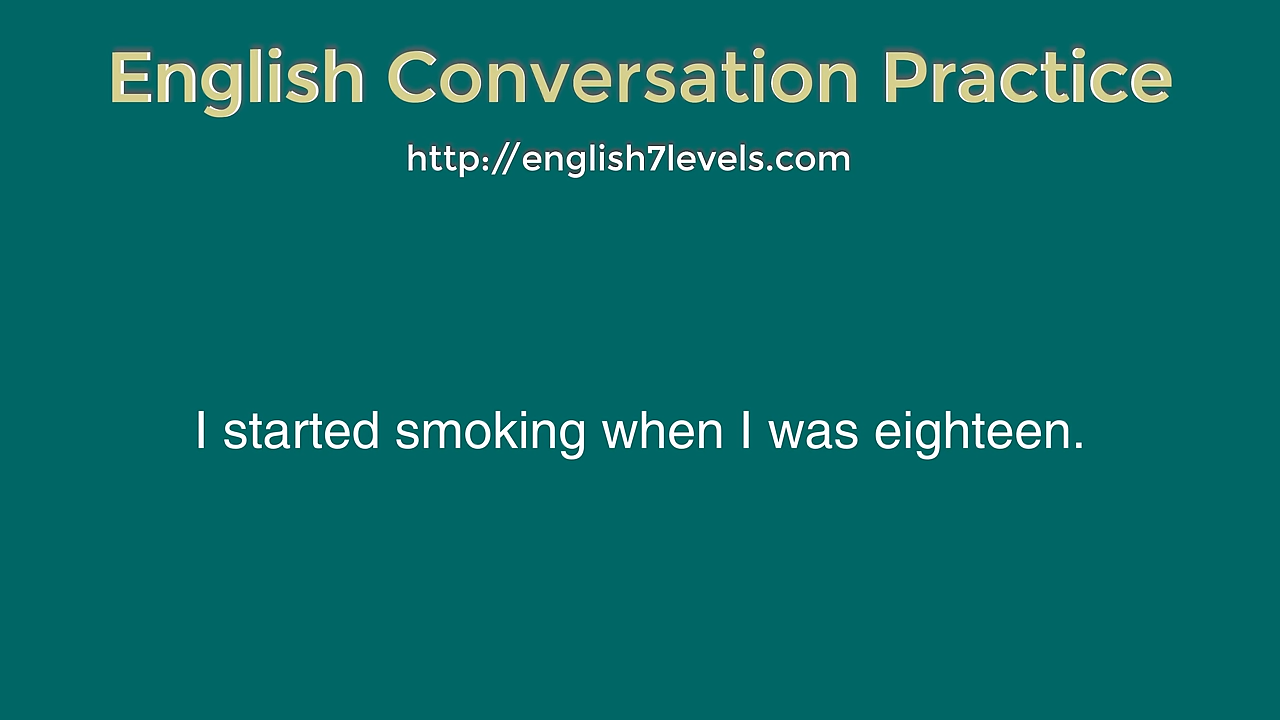 English Conversation Practice
http://english7levels.com
I started smoking when I was eighteen.